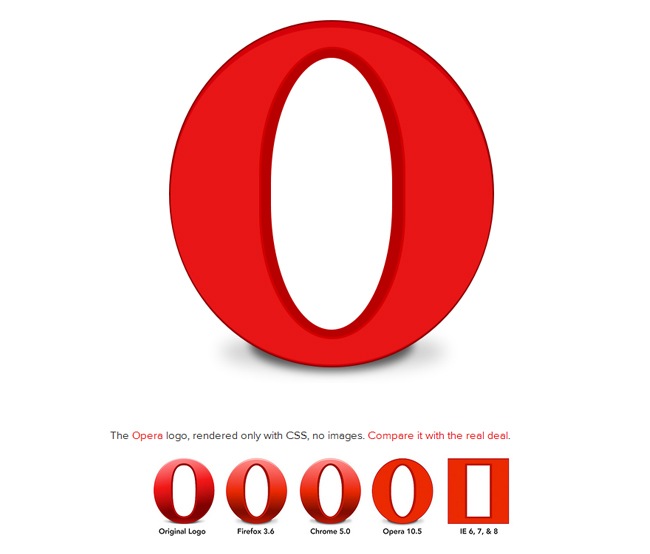 The Opera logo, rendered only with CSS, no images. Compare it with the real deal.
Original Logo Firefox 3.6 Chrome 5.0 Opera 10.5 IE 6, 7, & 8